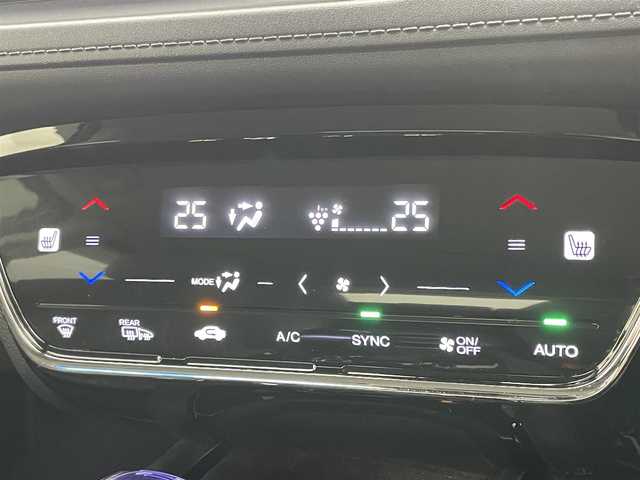 25 25
MODE
FRONT REAR A/C SYNC ON/OFF AUTO